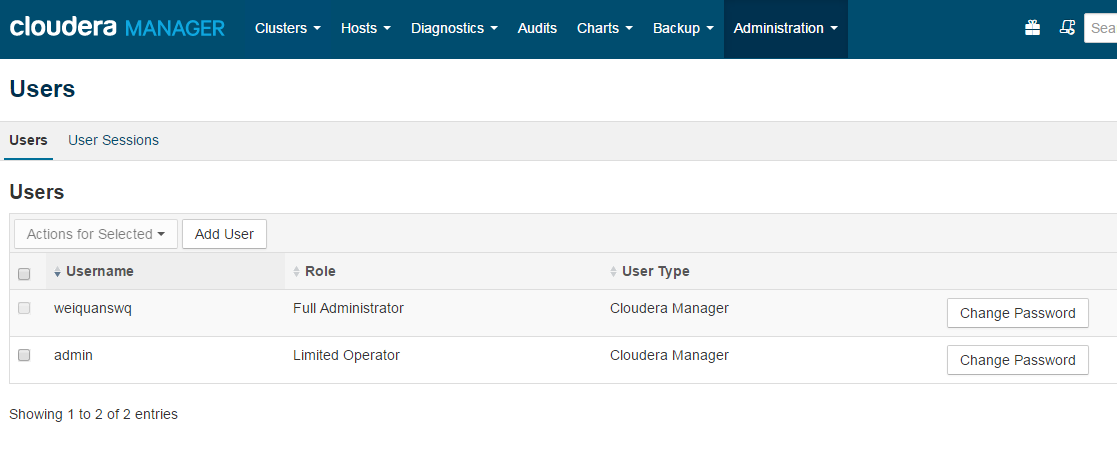 cloudera MANAGER Clusters Hosts Diagnostics Audits Charts Backup Administration Sea
Users
Users User Sessions
Users
Actions for Selected Add User
Username Role User Type
weiquanswq Full Administrator Cloudera Manager Change Password
admin Limited Operator Cloudera Manager Change Password
Showing 1 to 2 of 2 entries